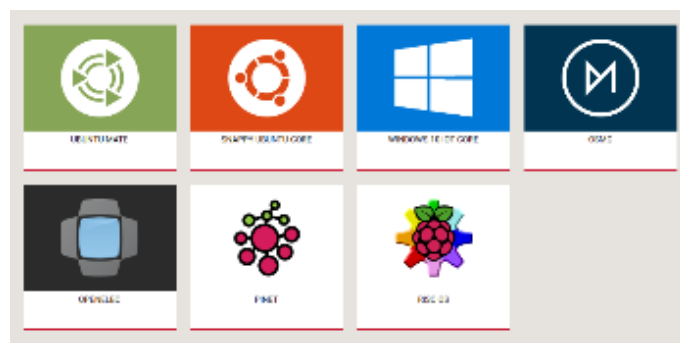 UBUNTU MATE
SNAPPY UBUNTU CORE
WINDOWS 10 IOT CORE
OSMC
OPENELEC
PINET
RISC OS